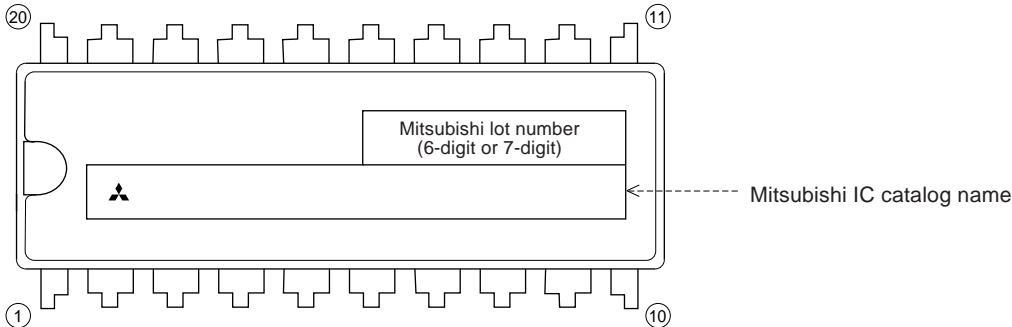 20
11
Mitsubishi lot number
(6-digit or 7-digit)
Mitsubishi IC catalog name
1
10